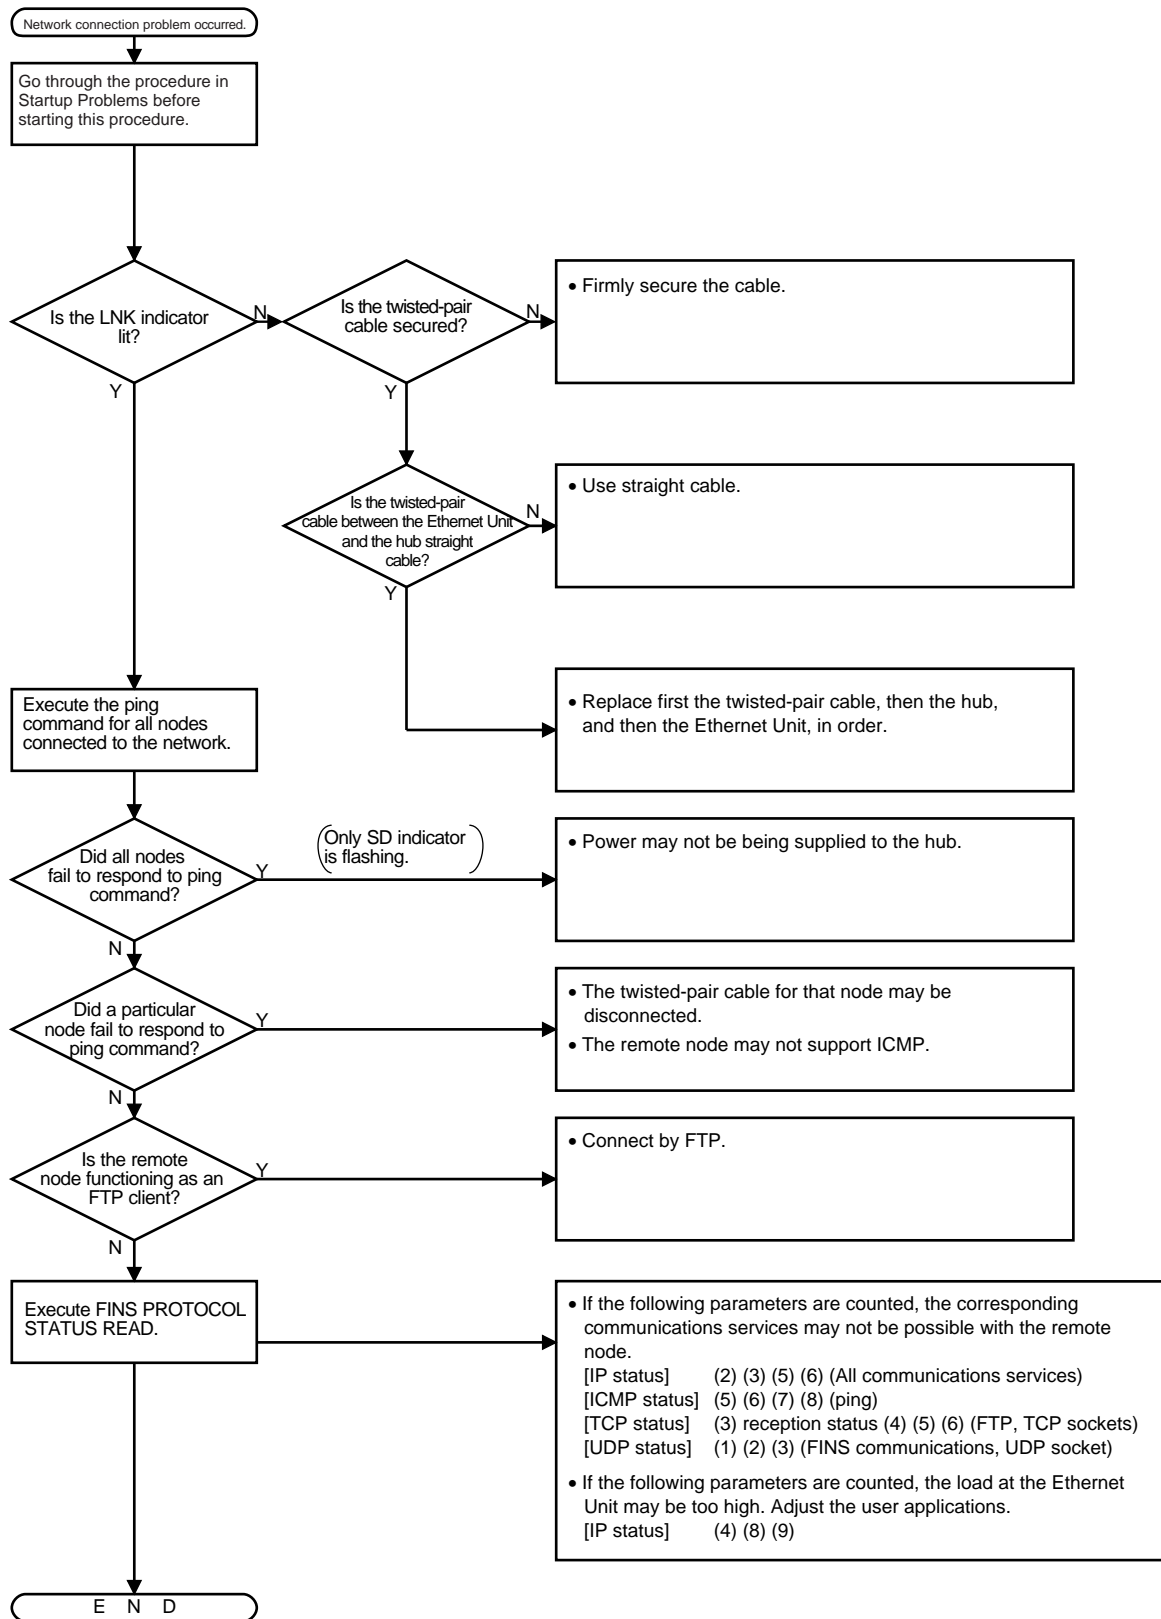 Network connection problem occurred.
Go through the procedure in
Startup Problems before
starting this procedure.
Is the LNK indicator
lit?
N
Y
Is the twisted-pair
cable secured?
N
Y
• Firmly secure the cable.
Is the twisted-pair
cable between the Ethernet Unit
and the hub straight
cable?
N
Y
• Use straight cable.
• Replace first the twisted-pair cable, then the hub,
and then the Ethernet Unit, in order.
Execute the ping
command for all nodes
connected to the network.
Did all nodes
fail to respond to ping
command?
Y
N
(Only SD indicator
is flashing.)
• Power may not be being supplied to the hub.
Did a particular
node fail to respond to
ping command?
Y
N
• The twisted-pair cable for that node may be
disconnected.
• The remote node may not support ICMP.
Is the remote
node functioning as an
FTP client?
Y
N
• Connect by FTP.
Execute FINS PROTOCOL
STATUS READ.
• If the following parameters are counted, the corresponding
communications services may not be possible with the remote
node.
[IP status] (2) (3) (5) (6) (All communications services)
[ICMP status] (5) (6) (7) (8) (ping)
[TCP status] (3) reception status (4) (5) (6) (FTP, TCP sockets)
[UDP status] (1) (2) (3) (FINS communications, UDP socket)
• If the following parameters are counted, the load at the Ethernet
Unit may be too high. Adjust the user applications.
[IP status] (4) (8) (9)
E N D